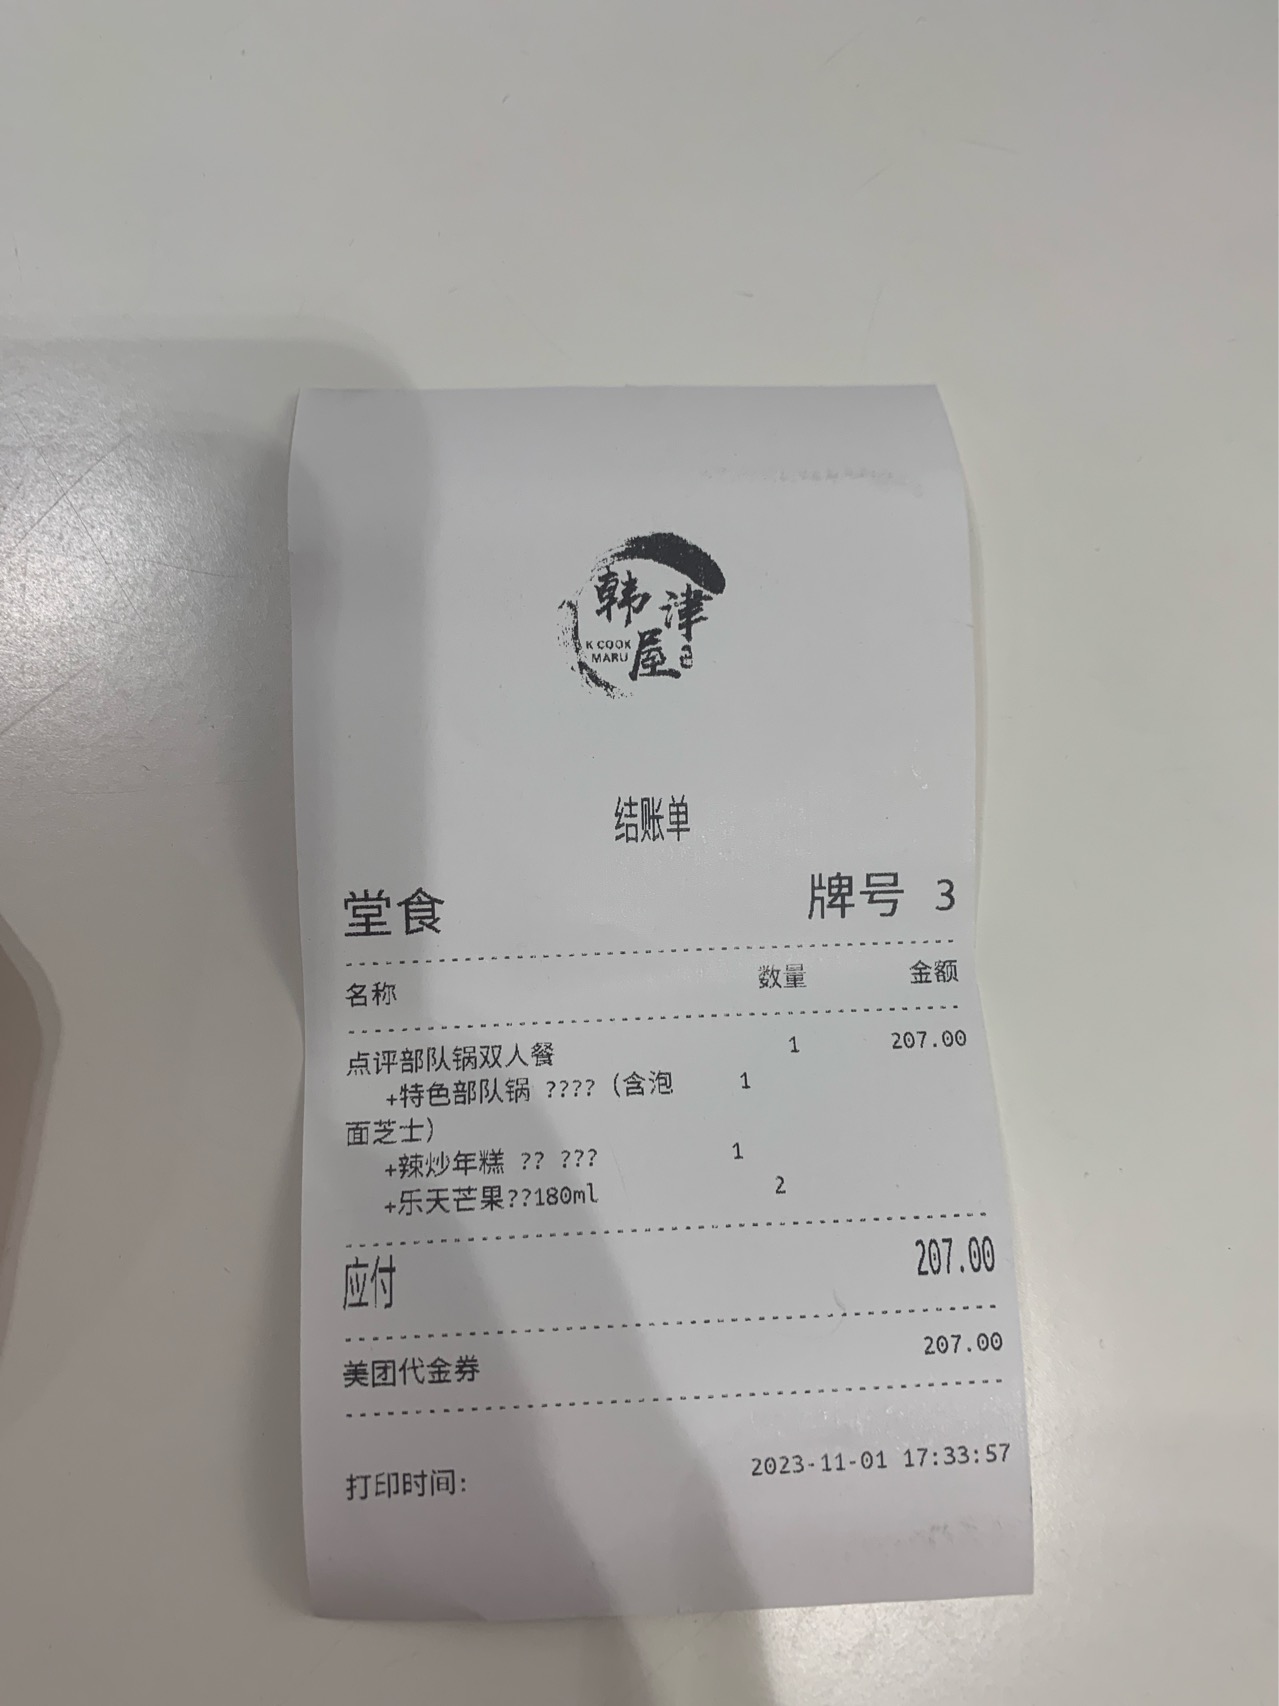 韩津屋
K COOK
MARU
结账单
堂食 牌号 3
名称 数量 金额
点评部队锅双人餐 1 207.00
+特色部队锅 ????（含泡 1
面芝士）
+辣炒年糕 ?? ??? 1
+乐天芒果??180ml 2
应付 207.00
美团代金券 207.00
打印时间: 2023-11-01 17:33:57